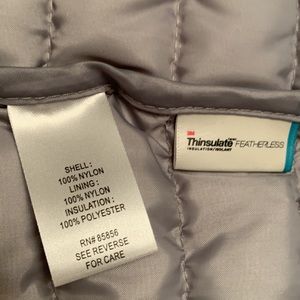 SHELL:
100% NYLON
LINING:
100% NYLON
INSULATION:
100% POLYESTER
RN# 85856
SEE REVERSE
FOR CARE
3M
Thinsulate FEATHERLESS
INSULATION/ISOLANT